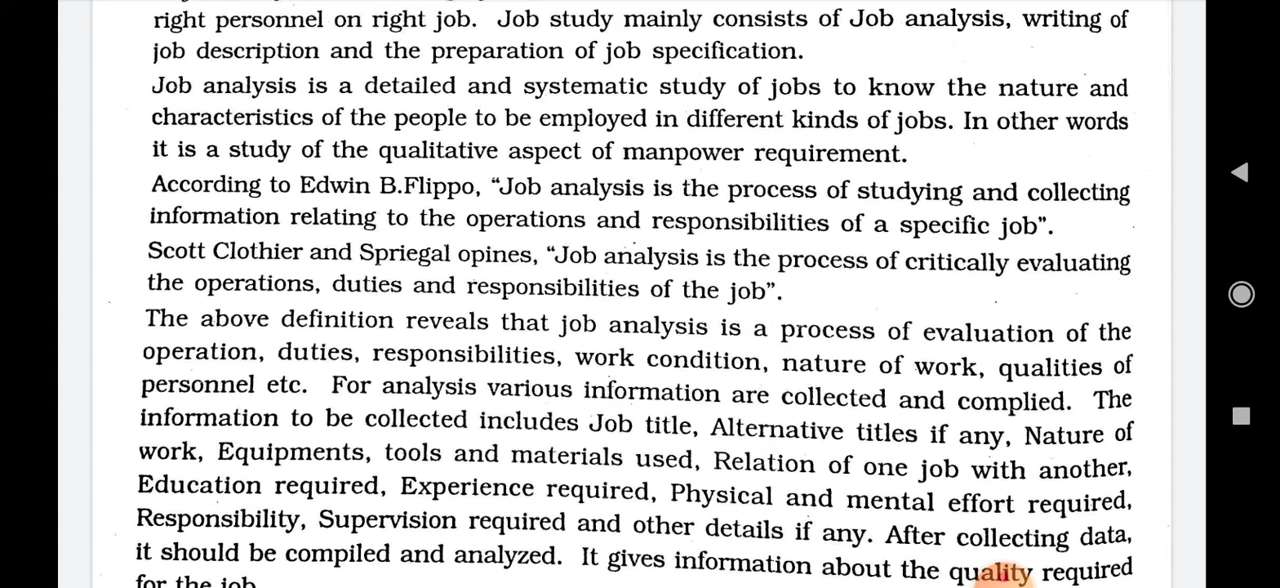 right personnel on right job. Job study mainly consists of Job analysis, writing of
job description and the preparation of job specification.
Job analysis is a detailed and systematic study of jobs to know the nature and
characteristics of the people to be employed in different kinds of jobs. In other words
it is a study of the qualitative aspect of manpower requirement.
According to Edwin B.Flippo, “Job analysis is the process of studying and collecting
information relating to the operations and responsibilities of a specific job”.
Scott Clothier and Spriegal opines, “Job analysis is the process of critically evaluating
the operations, duties and responsibilities of the job”.
The above definition reveals that job analysis is a process of evaluation of the
operation, duties, responsibilities, work condition, nature of work, qualities of
personnel etc. For analysis various information are collected and complied. The
information to be collected includes Job title, Alternative titles if any, Nature of
work, Equipments, tools and materials used, Relation of one job with another,
Education required, Experience required, Physical and mental effort required,
Responsibility, Supervision required and other details if any. After collecting data,
it should be compiled and analyzed. It gives information about the quality required
for the job